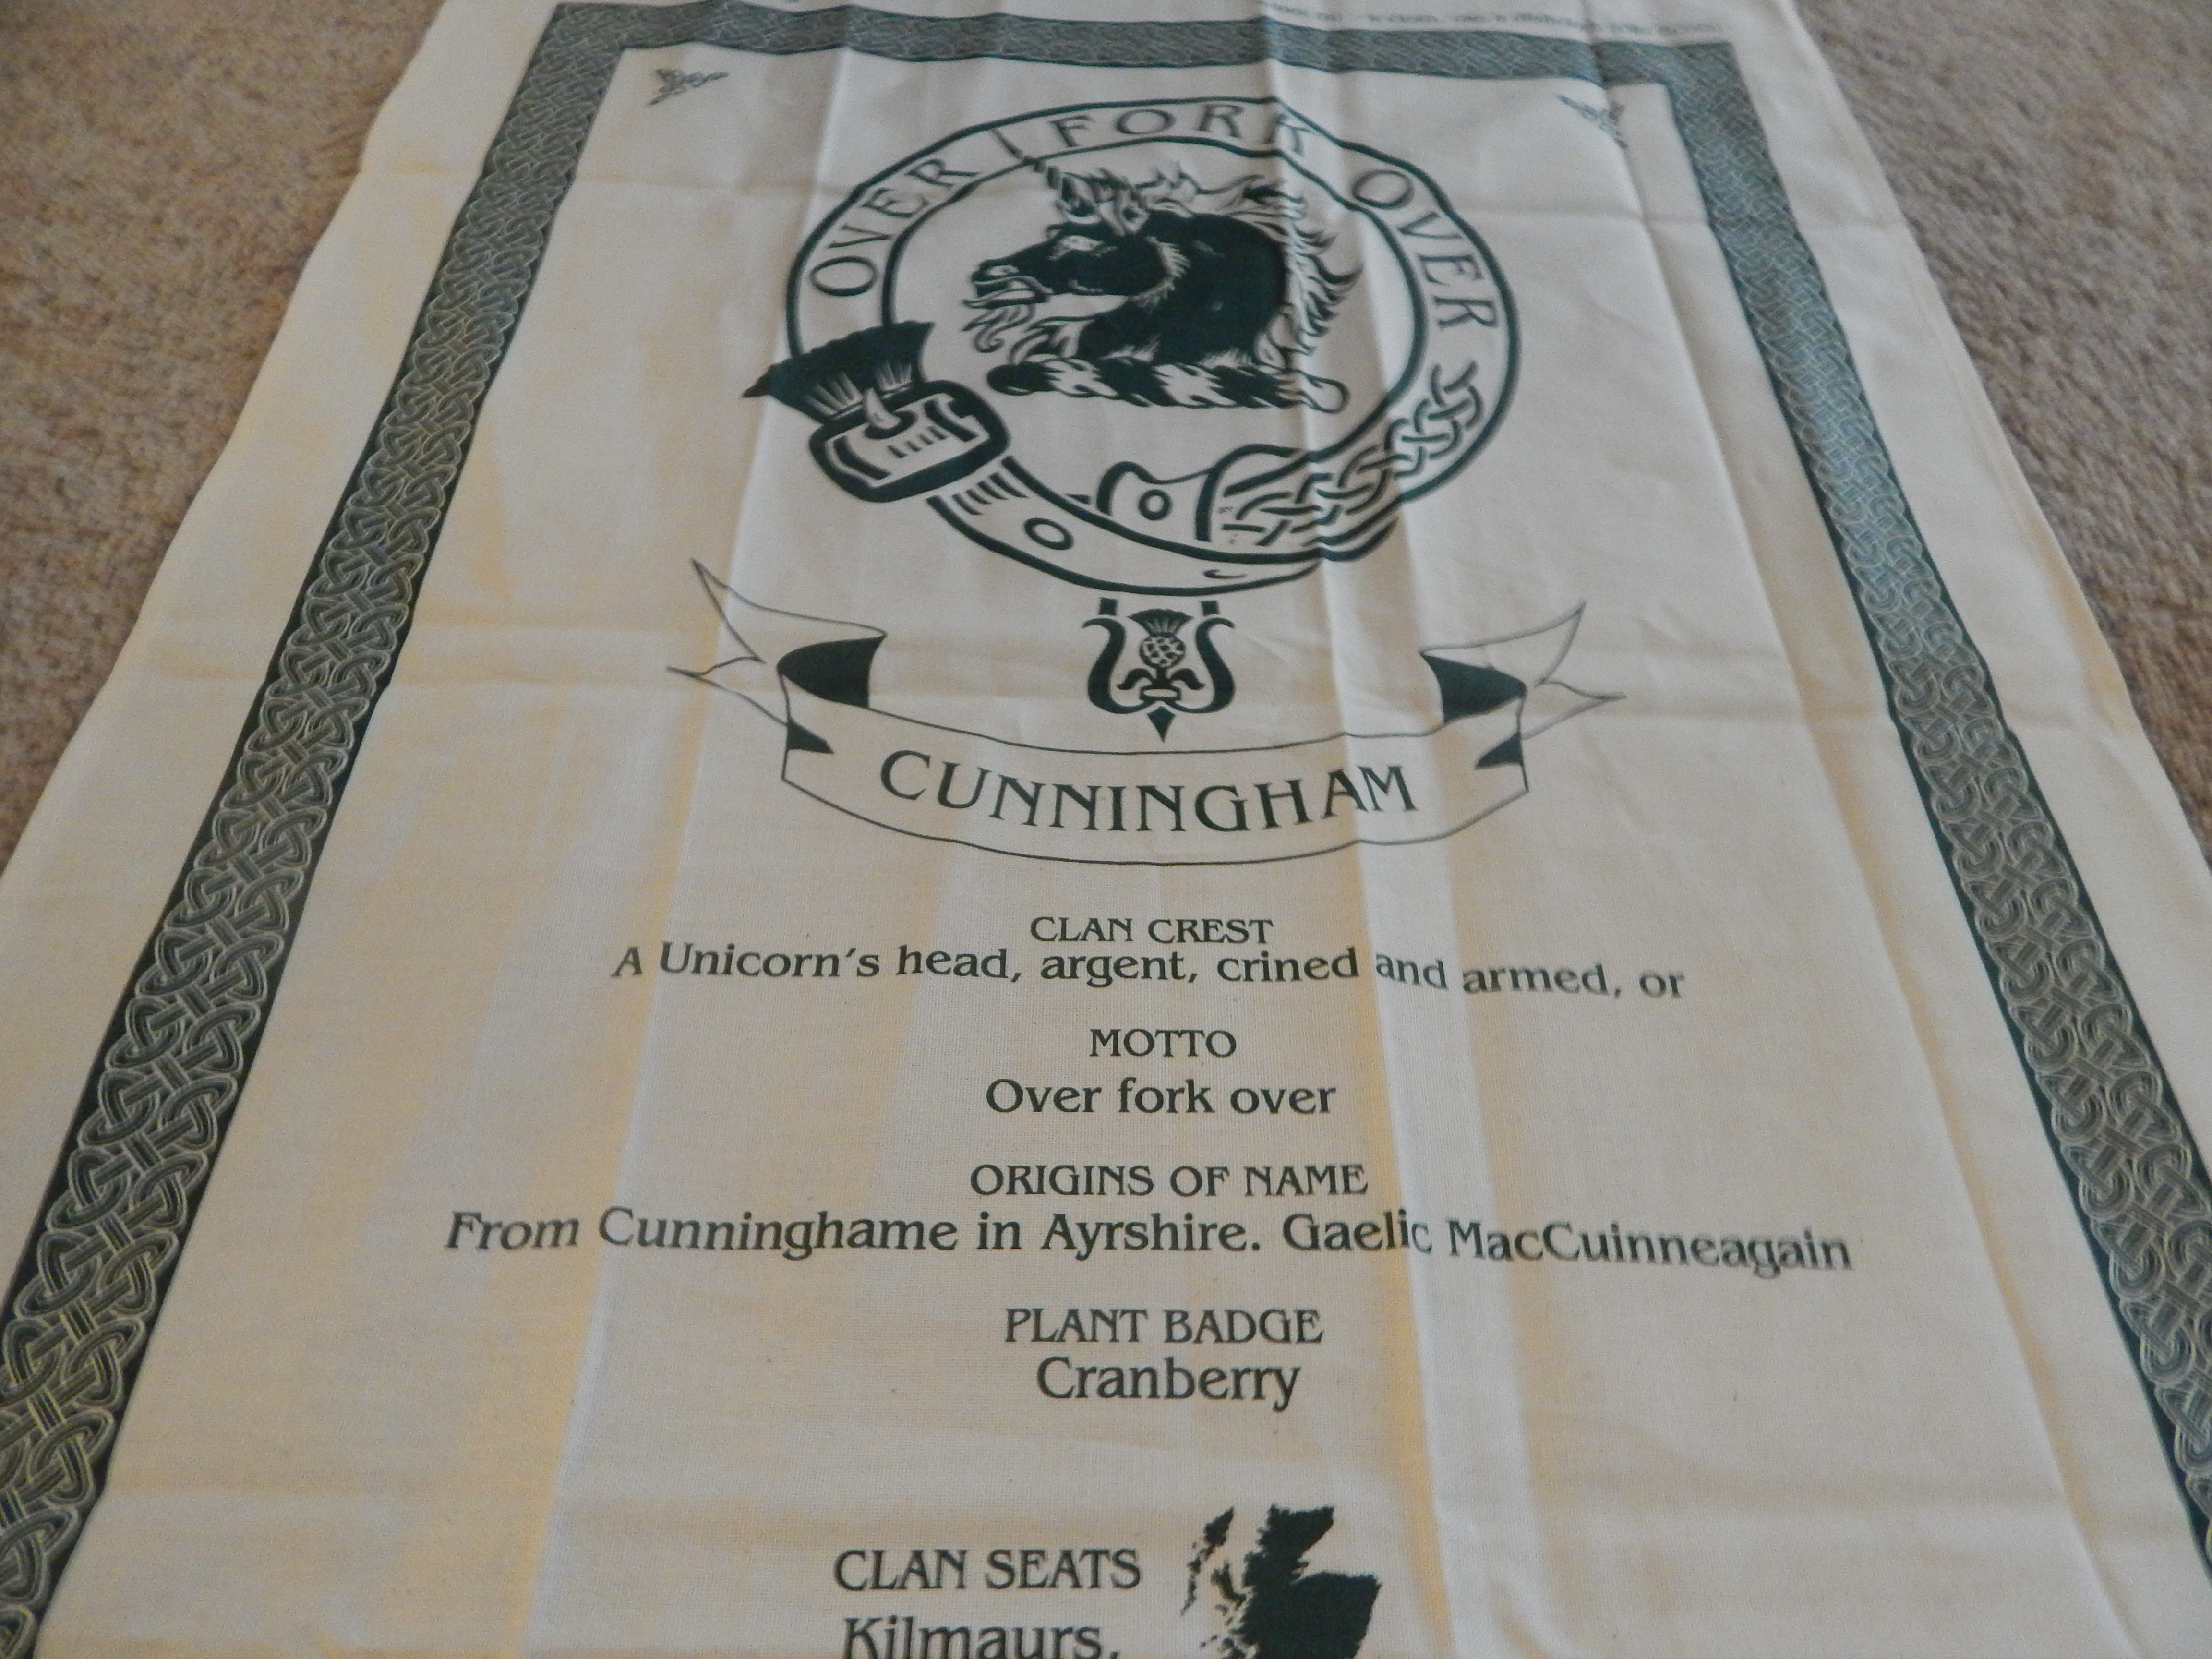 OVER FORK OVER
CUNNINGHAM
CLAN CREST
A Unicorn's head, argent, crined and armed, or
MOTTO
Over fork over
ORIGINS OF NAME
From Cunninghame in Ayrshire. Gaelic MacCuinneagain
PLANT BADGE
Cranberry
CLAN SEATS
Kilmaurs,